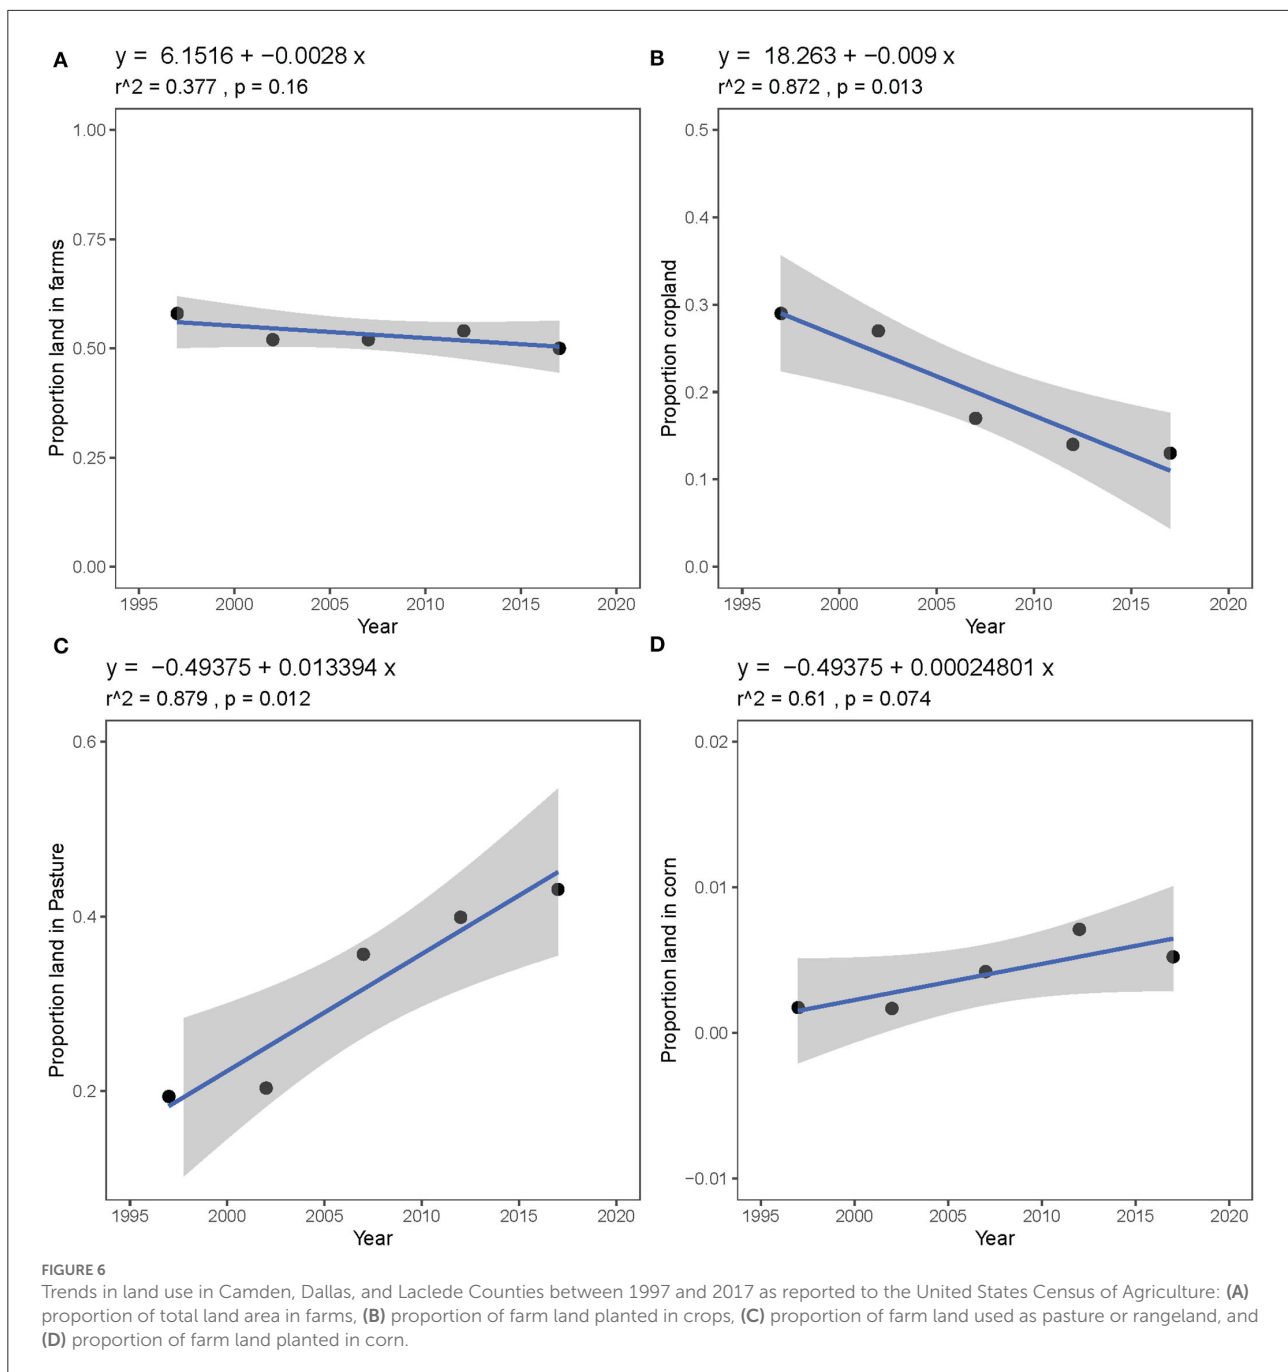 A
y = 6.1516 + −0.0028 x
r^2 = 0.377 , p = 0.16
1.00
0.75
0.50
0.25
0.00
Proportion land in farms
1995 2000 2005 2010 2015 2020
Year
B
y = 18.263 + −0.009 x
r^2 = 0.872 , p = 0.013
0.5
0.4
0.3
0.2
0.1
0.0
Proportion cropland
1995 2000 2005 2010 2015 2020
Year
C
y = −0.49375 + 0.013394 x
r^2 = 0.879 , p = 0.012
0.6
0.4
0.2
Proportion land in Pasture
1995 2000 2005 2010 2015 2020
Year
D
y = −0.49375 + 0.00024801 x
r^2 = 0.61 , p = 0.074
0.02
0.01
0.00
−0.01
Proportion land in corn
1995 2000 2005 2010 2015 2020
Year
FIGURE 6
Trends in land use in Camden, Dallas, and Laclede Counties between 1997 and 2017 as reported to the United States Census of Agriculture: (A)
proportion of total land area in farms, (B) proportion of farm land planted in crops, (C) proportion of farm land used as pasture or rangeland, and
(D) proportion of farm land planted in corn.